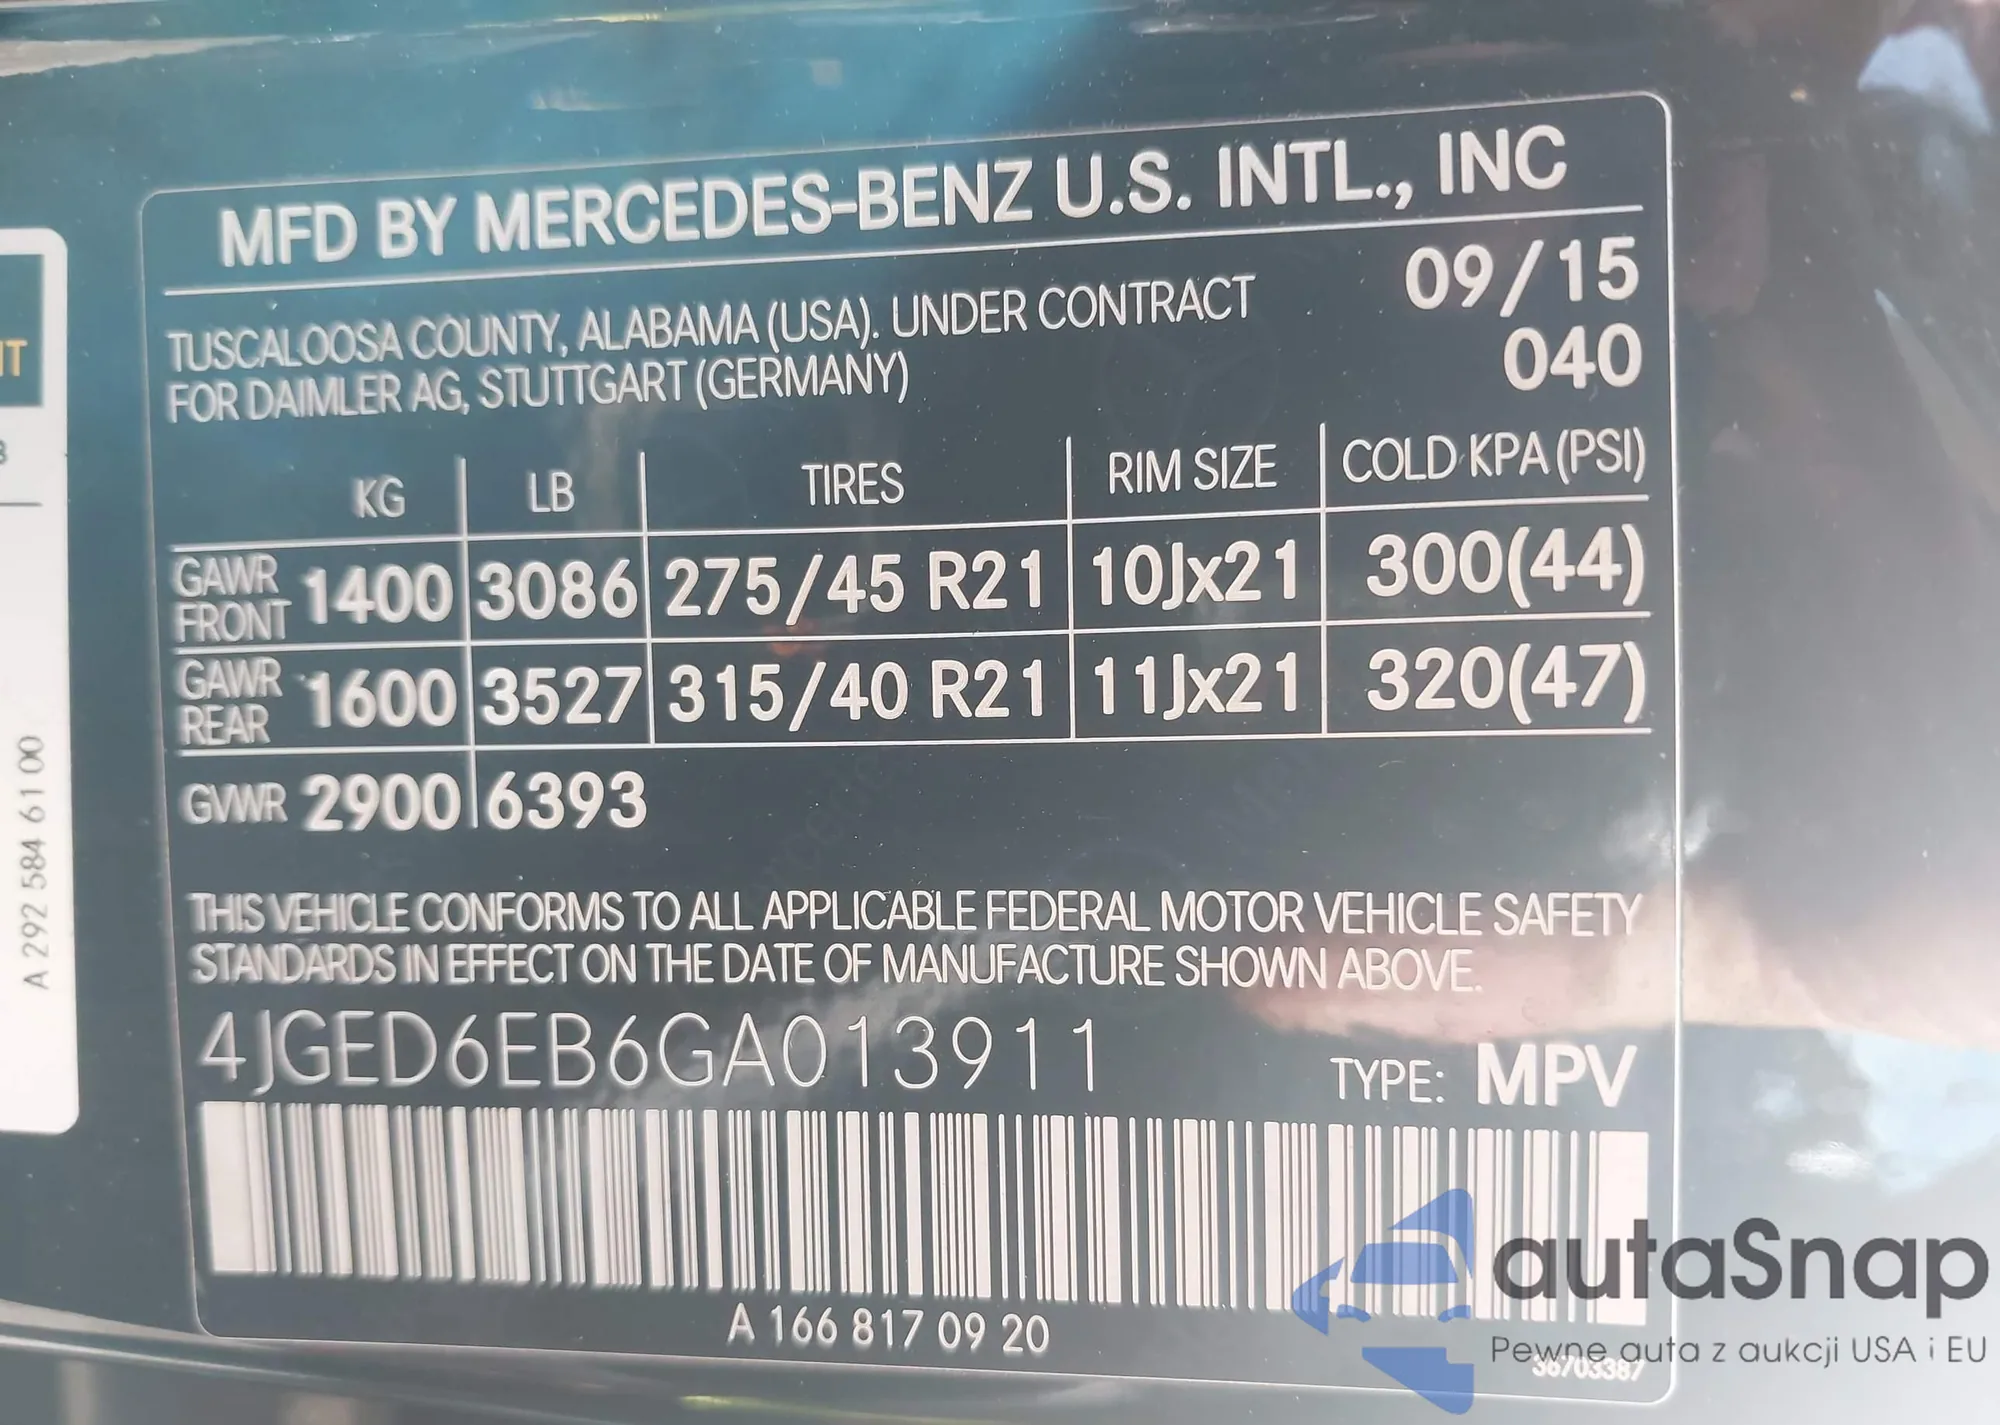 MFD BY MERCEDES-BENZ U.S. INTL., INC
09/15
TUSCALOOSA COUNTY, ALABAMA (USA). UNDER CONTRACT
FOR DAIMLER AG, STUTTGART (GERMANY)
040
KG LB TIRES RIM SIZE COLD KPA (PSI)
GAWR
FRONT 1400 3086 275/45 R21 10Jx21 300(44)
GAWR
REAR 1600 3527 315/40 R21 11Jx21 320(47)
GVWR 2900 6393
THIS VEHICLE CONFORMS TO ALL APPLICABLE FEDERAL MOTOR VEHICLE SAFETY
STANDARDS IN EFFECT ON THE DATE OF MANUFACTURE SHOWN ABOVE.
4JGED6EB6GA013911
TYPE: MPV
A 166 817 09 20
36703387
A 292 584 61 00
autaSnap
Pewne auta z aukcji USA i EU